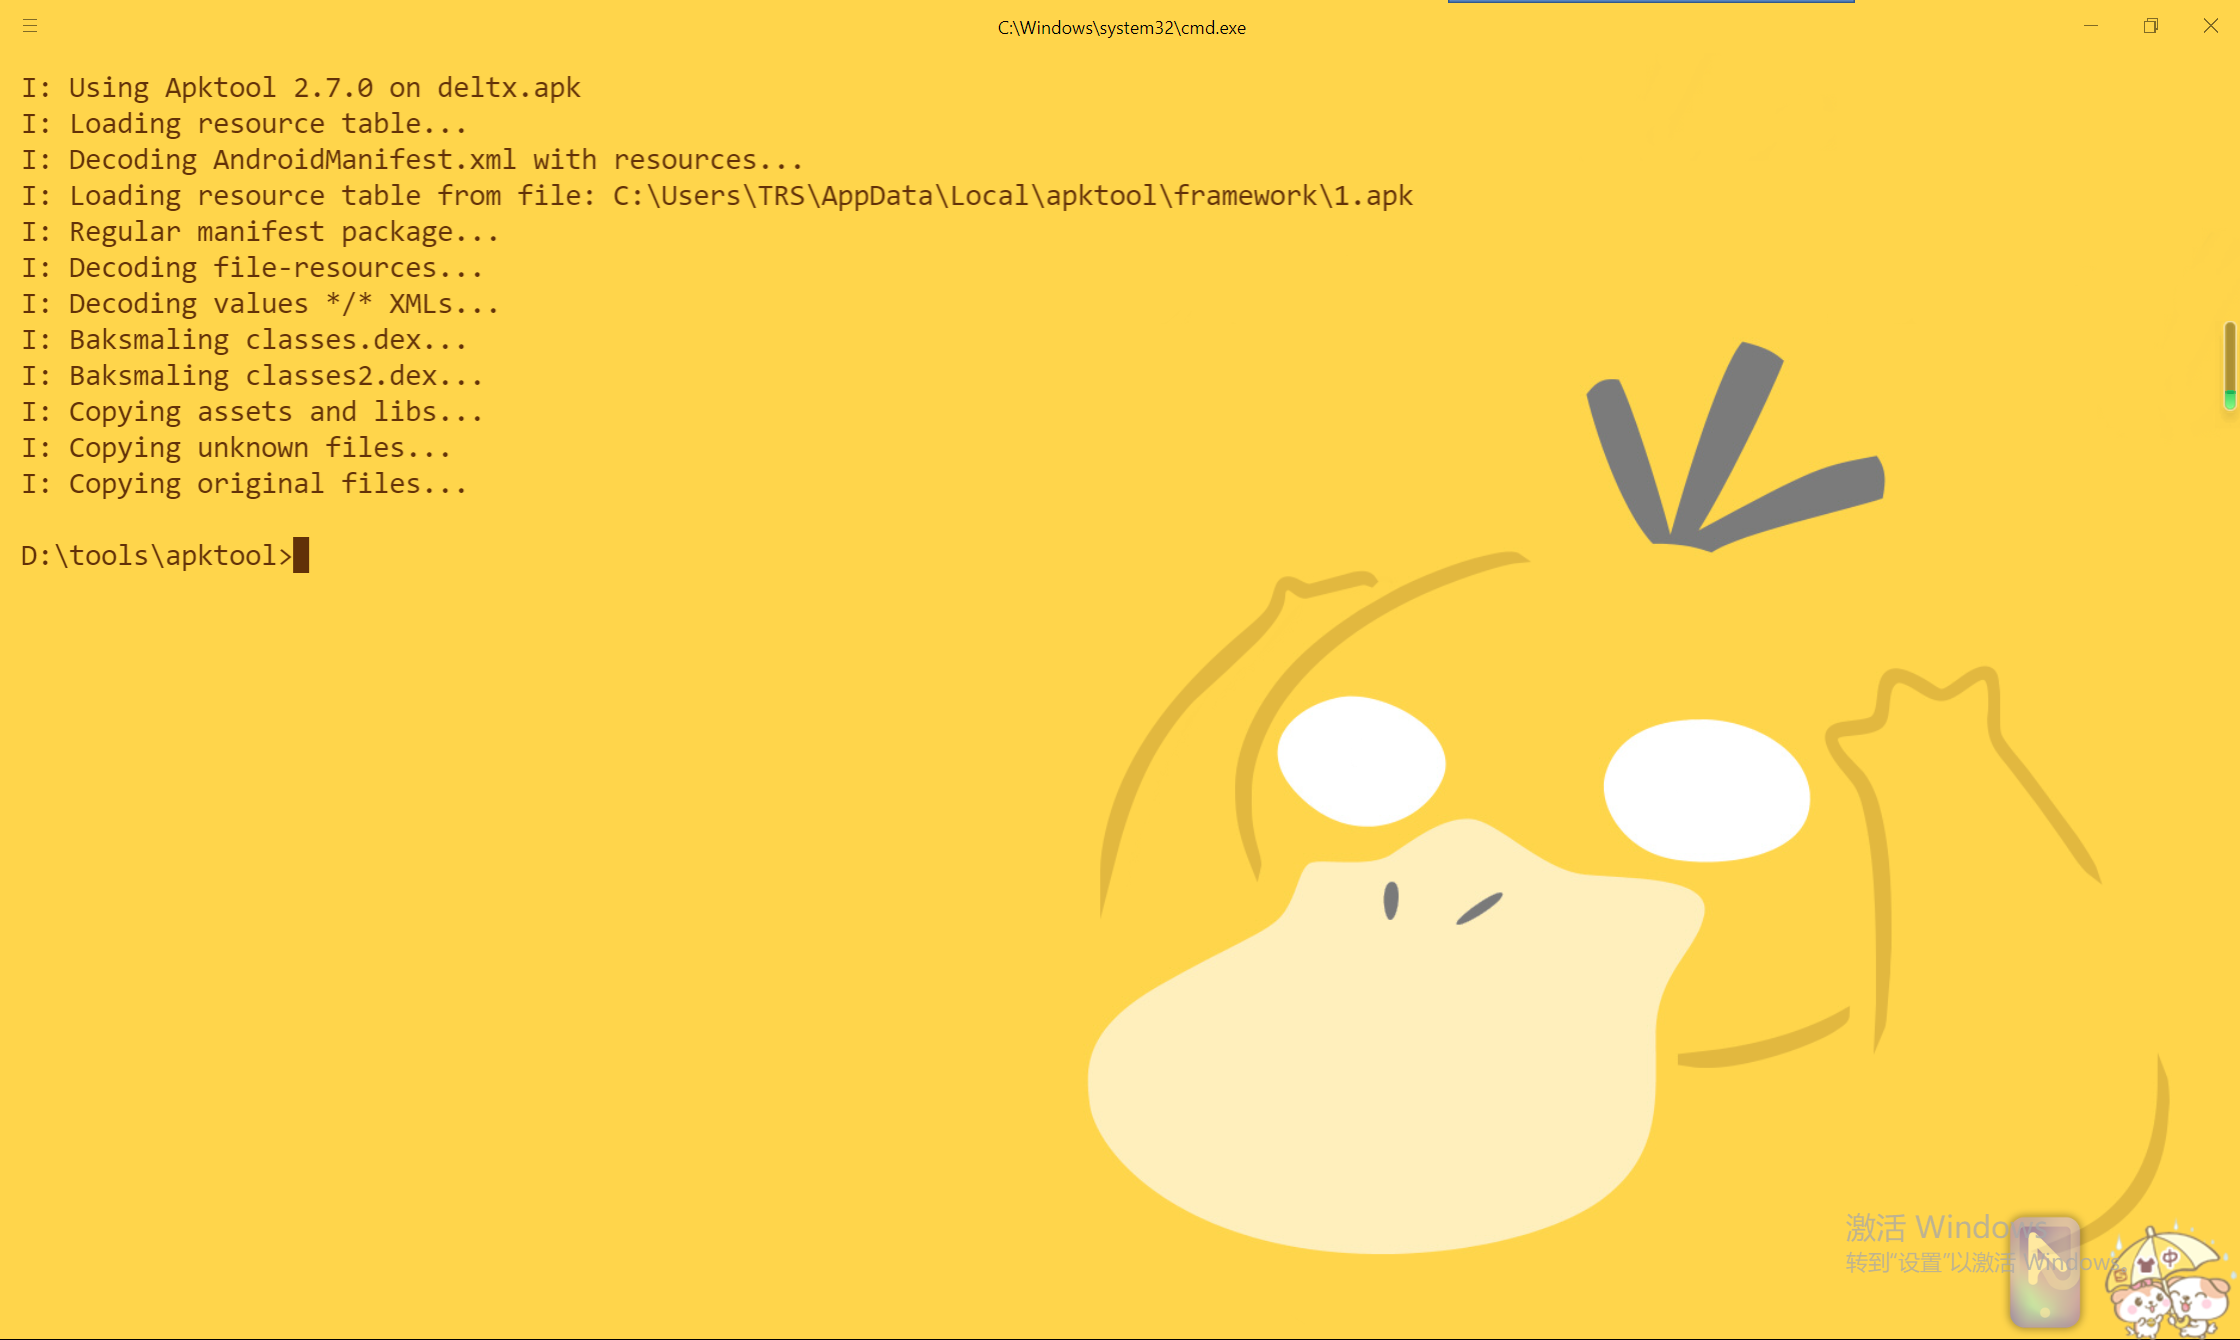 C:\Windows\system32\cmd.exe
I: Using Apktool 2.7.0 on deltx.apk
I: Loading resource table...
I: Decoding AndroidManifest.xml with resources...
I: Loading resource table from file: C:\Users\TRS\AppData\Local\apktool\framework\1.apk
I: Regular manifest package...
I: Decoding file-resources...
I: Decoding values */* XMLs...
I: Baksmaling classes.dex...
I: Baksmaling classes2.dex...
I: Copying assets and libs...
I: Copying unknown files...
I: Copying original files...
D:\tools\apktool>
激活 Windows
转到"设置"以激活 Windows。
S 中